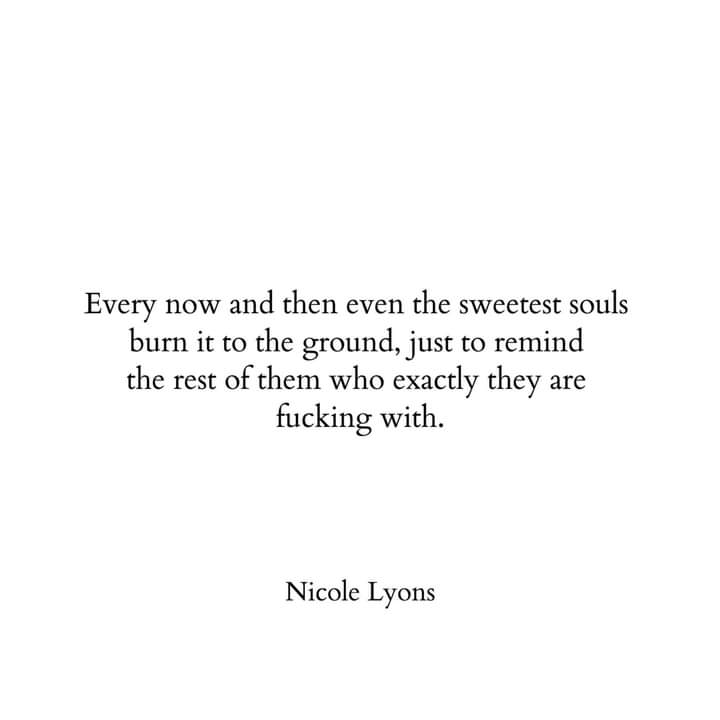 Every now and then even the sweetest souls
burn it to the ground, just to remind
the rest of them who exactly they are
fucking with.
Nicole Lyons